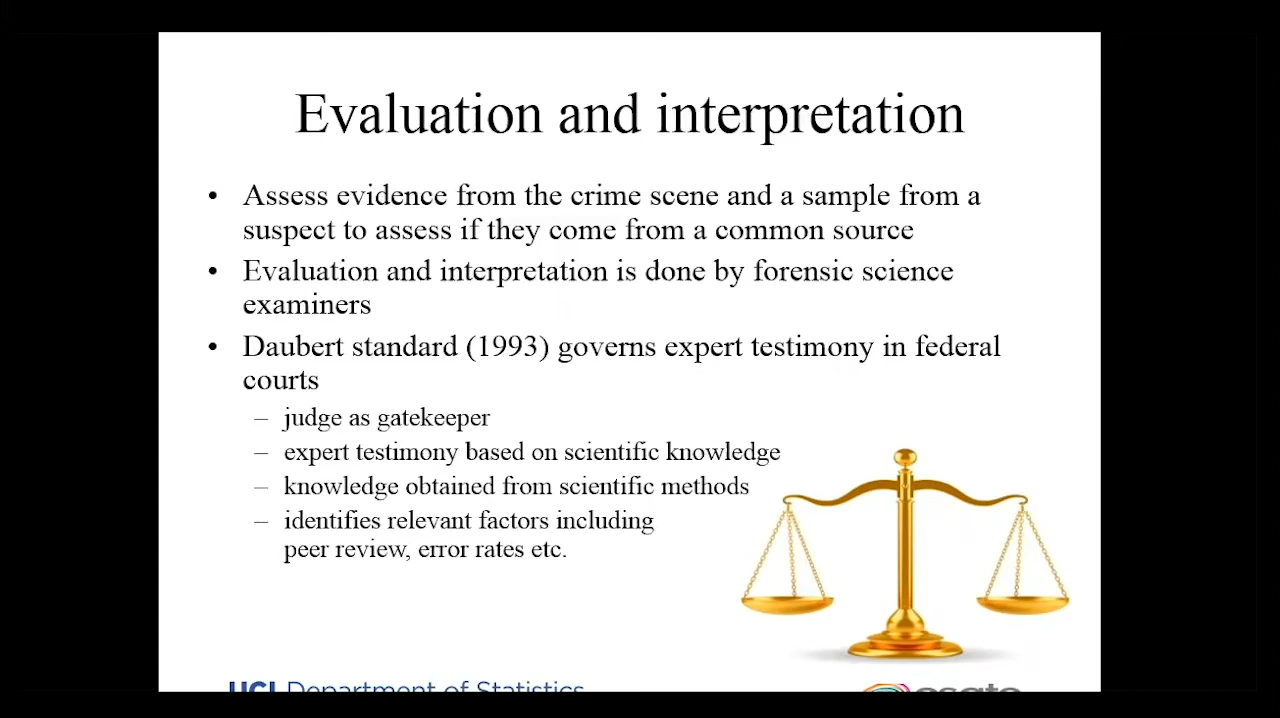 Evaluation and interpretation
• Assess evidence from the crime scene and a sample from a
suspect to assess if they come from a common source
• Evaluation and interpretation is done by forensic science
examiners
• Daubert standard (1993) governs expert testimony in federal
courts
– judge as gatekeeper
– expert testimony based on scientific knowledge
– knowledge obtained from scientific methods
– identifies relevant factors including
peer review, error rates etc.
UCI Department of Statistics